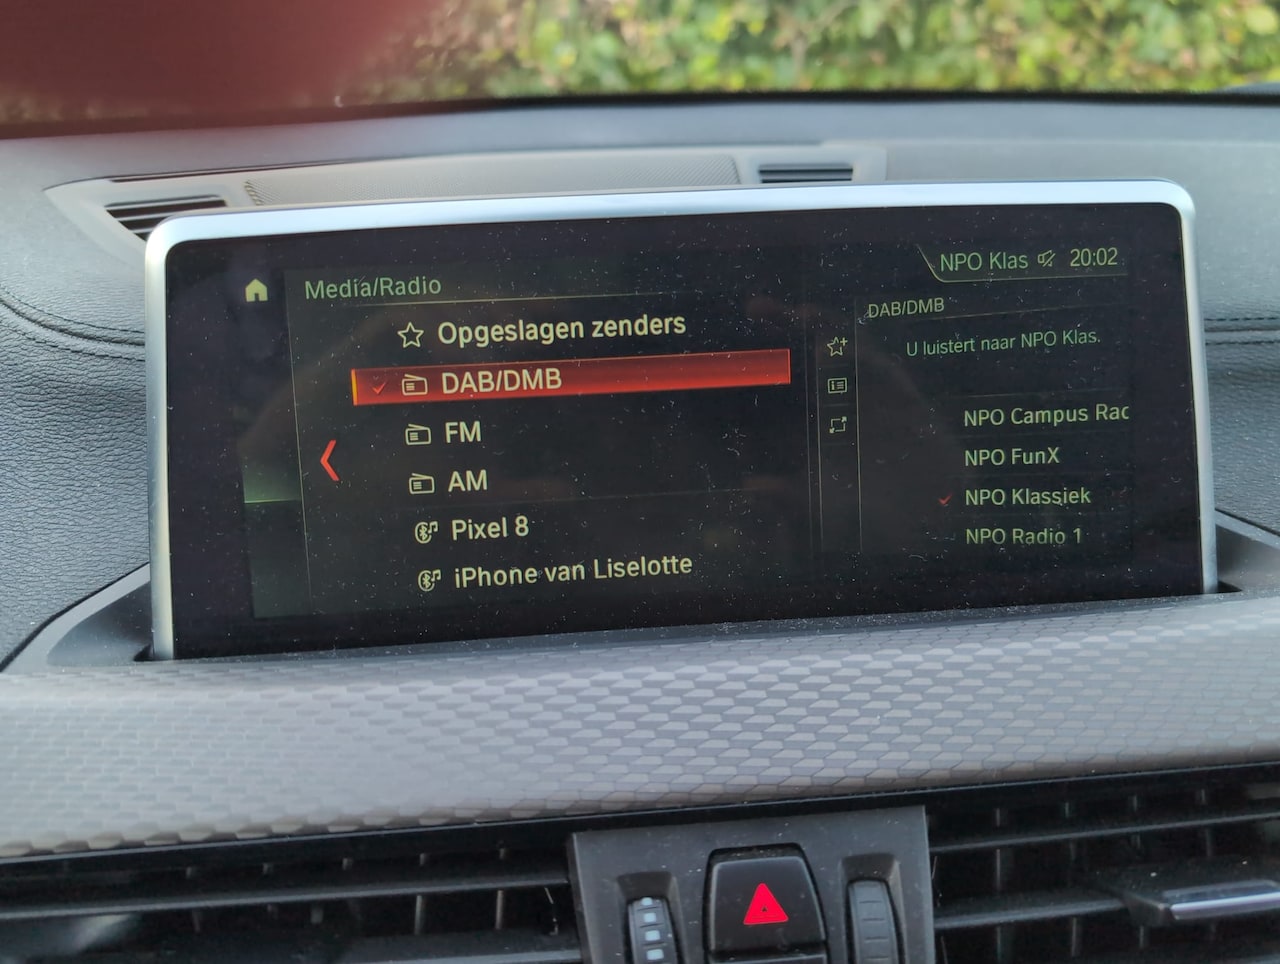 NPO Klas 20:02
Media/Radio
Opgeslagen zenders
DAB/DMB
FM
AM
Pixel 8
iPhone van Liselotte
DAB/DMB
U luistert naar NPO Klas.
NPO Campus Rac
NPO FunX
NPO Klassiek
NPO Radio 1